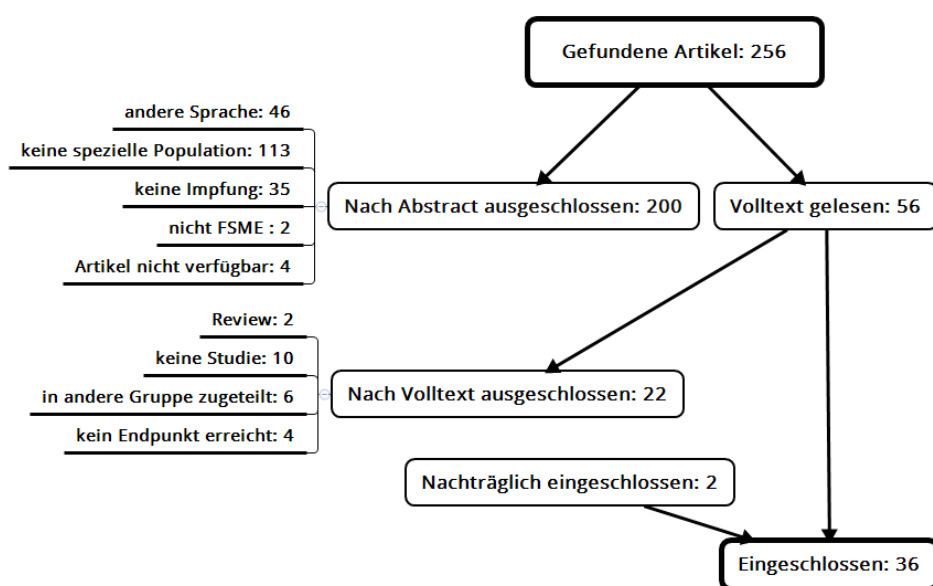 Gefundene Artikel: 256
andere Sprache: 46
keine spezielle Population: 113
keine Impfung: 35
nicht FSME : 2
Artikel nicht verfügbar: 4
Nach Abstract ausgeschlossen: 200
Volltext gelesen: 56
Review: 2
keine Studie: 10
in andere Gruppe zugeteilt: 6
kein Endpunkt erreicht: 4
Nach Volltext ausgeschlossen: 22
Nachträglich eingeschlossen: 2
Eingeschlossen: 36